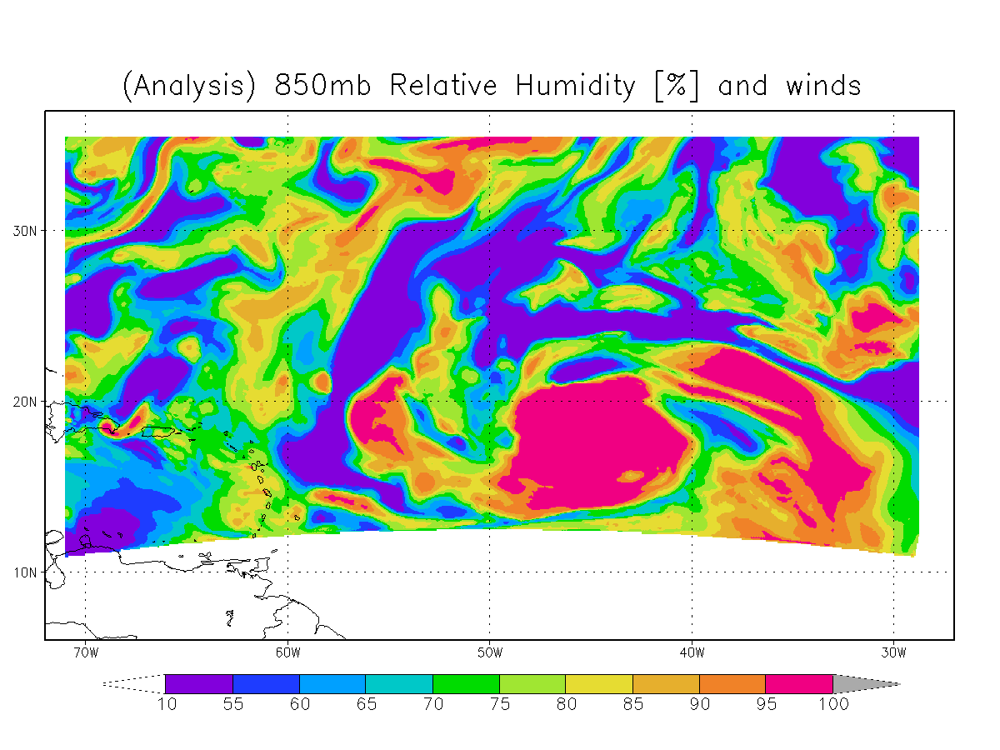 (Analysis) 850mb Relative Humidity [%] and winds
30N
20N
10N
70W 60W 50W 40W 30W
10 55 60 65 70 75 80 85 90 95 100